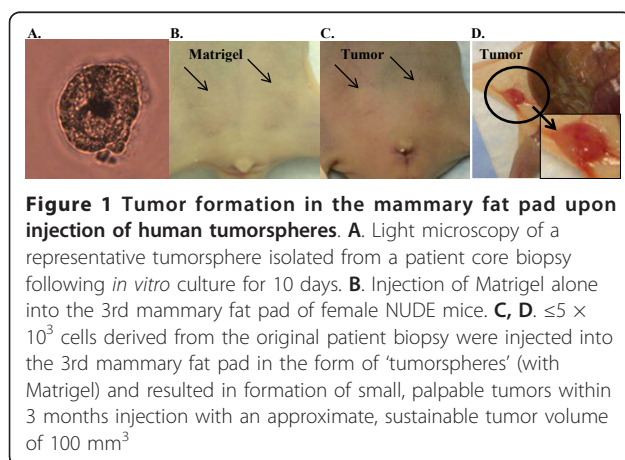 A. B. C. D.
Matrigel Tumor Tumor
Figure 1 Tumor formation in the mammary fat pad upon
injection of human tumorspheres. A. Light microscopy of a
representative tumorsphere isolated from a patient core biopsy
following in vitro culture for 10 days. B. Injection of Matrigel alone
into the 3rd mammary fat pad of female NUDE mice. C, D. ≤5 ×
10³ cells derived from the original patient biopsy were injected into
the 3rd mammary fat pad in the form of ‘tumorspheres’ (with
Matrigel) and resulted in formation of small, palpable tumors within
3 months injection with an approximate, sustainable tumor volume
of 100 mm³